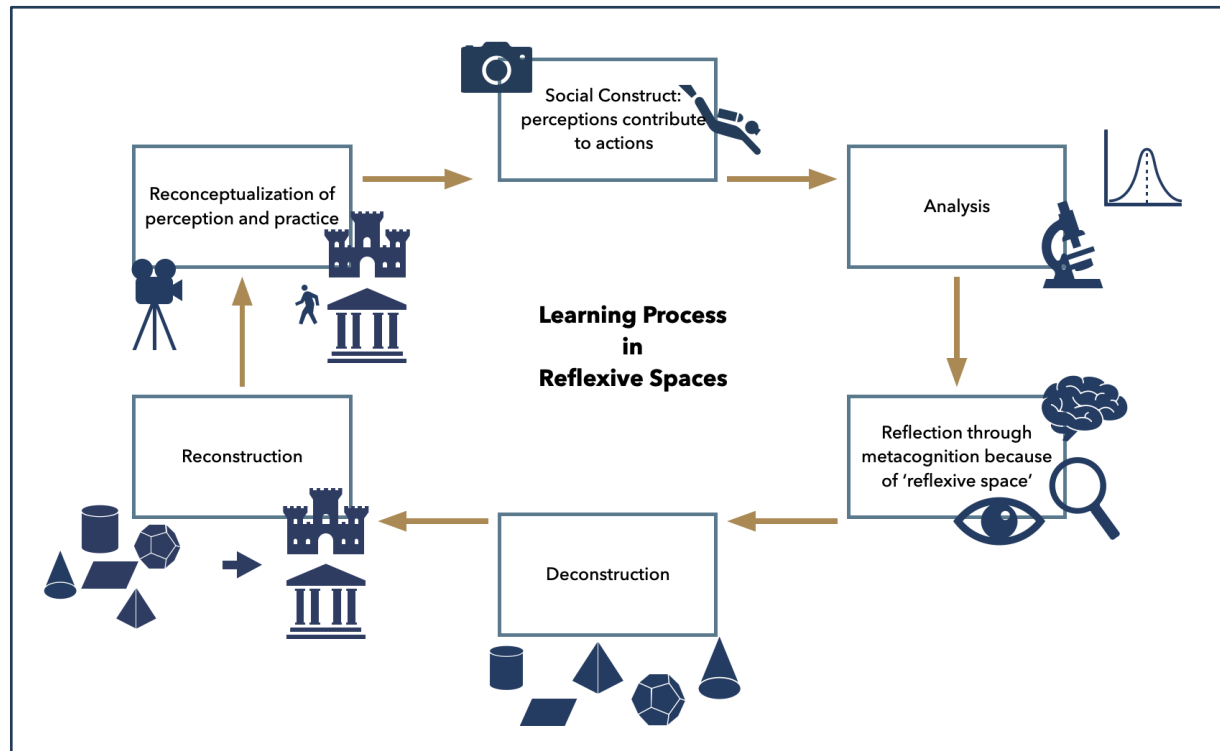 Social Construct:
perceptions contribute
to actions
Analysis
Reflection through
metacognition because
of ‘reflexive space’
Deconstruction
Reconstruction
Reconceptualization of
perception and practice
Learning Process
in
Reflexive Spaces